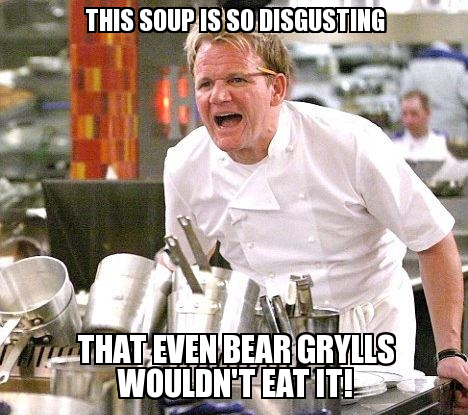 THIS SOUP IS SO DISGUSTING
THAT EVEN BEAR GRYLLS
WOULDN'T EAT IT!